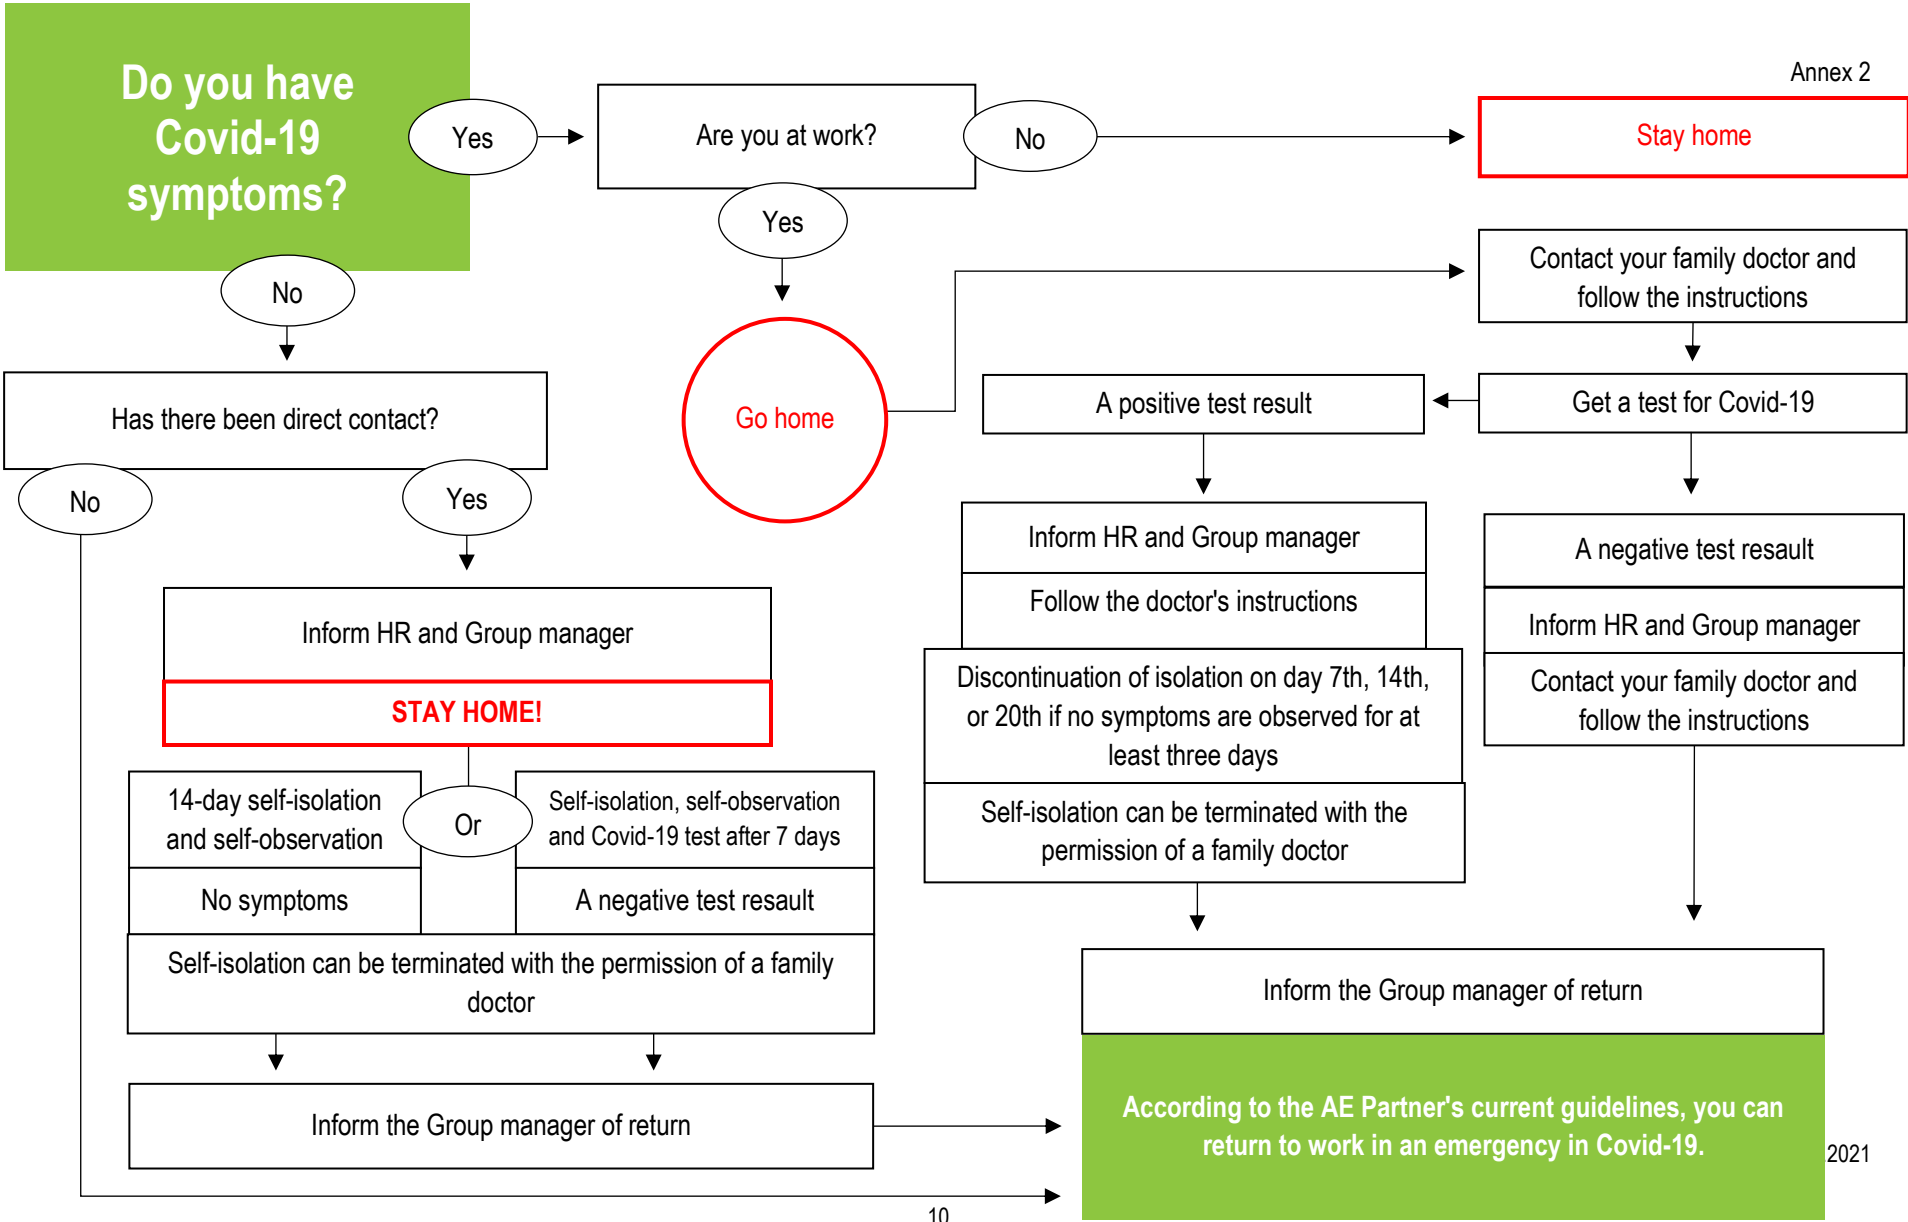 Annex 2
Do you have
Covid-19
symptoms?
Yes
Are you at work?
No
Stay home
Yes
No
Contact your family doctor and
follow the instructions
Go home
Has there been direct contact?
A positive test result
Get a test for Covid-19
No
Yes
Inform HR and Group manager
Follow the doctor's instructions
Discontinuation of isolation on day 7th, 14th,
or 20th if no symptoms are observed for at
least three days
Self-isolation can be terminated with the
permission of a family doctor
A negative test resault
Inform HR and Group manager
Contact your family doctor and
follow the instructions
Inform HR and Group manager
STAY HOME!
14-day self-isolation
and self-observation
Or
Self-isolation, self-observation
and Covid-19 test after 7 days
No symptoms
A negative test resault
Self-isolation can be terminated with the permission of a family
doctor
Inform the Group manager of return
Inform the Group manager of return
According to the AE Partner's current guidelines, you can
return to work in an emergency in Covid-19.
2021
10